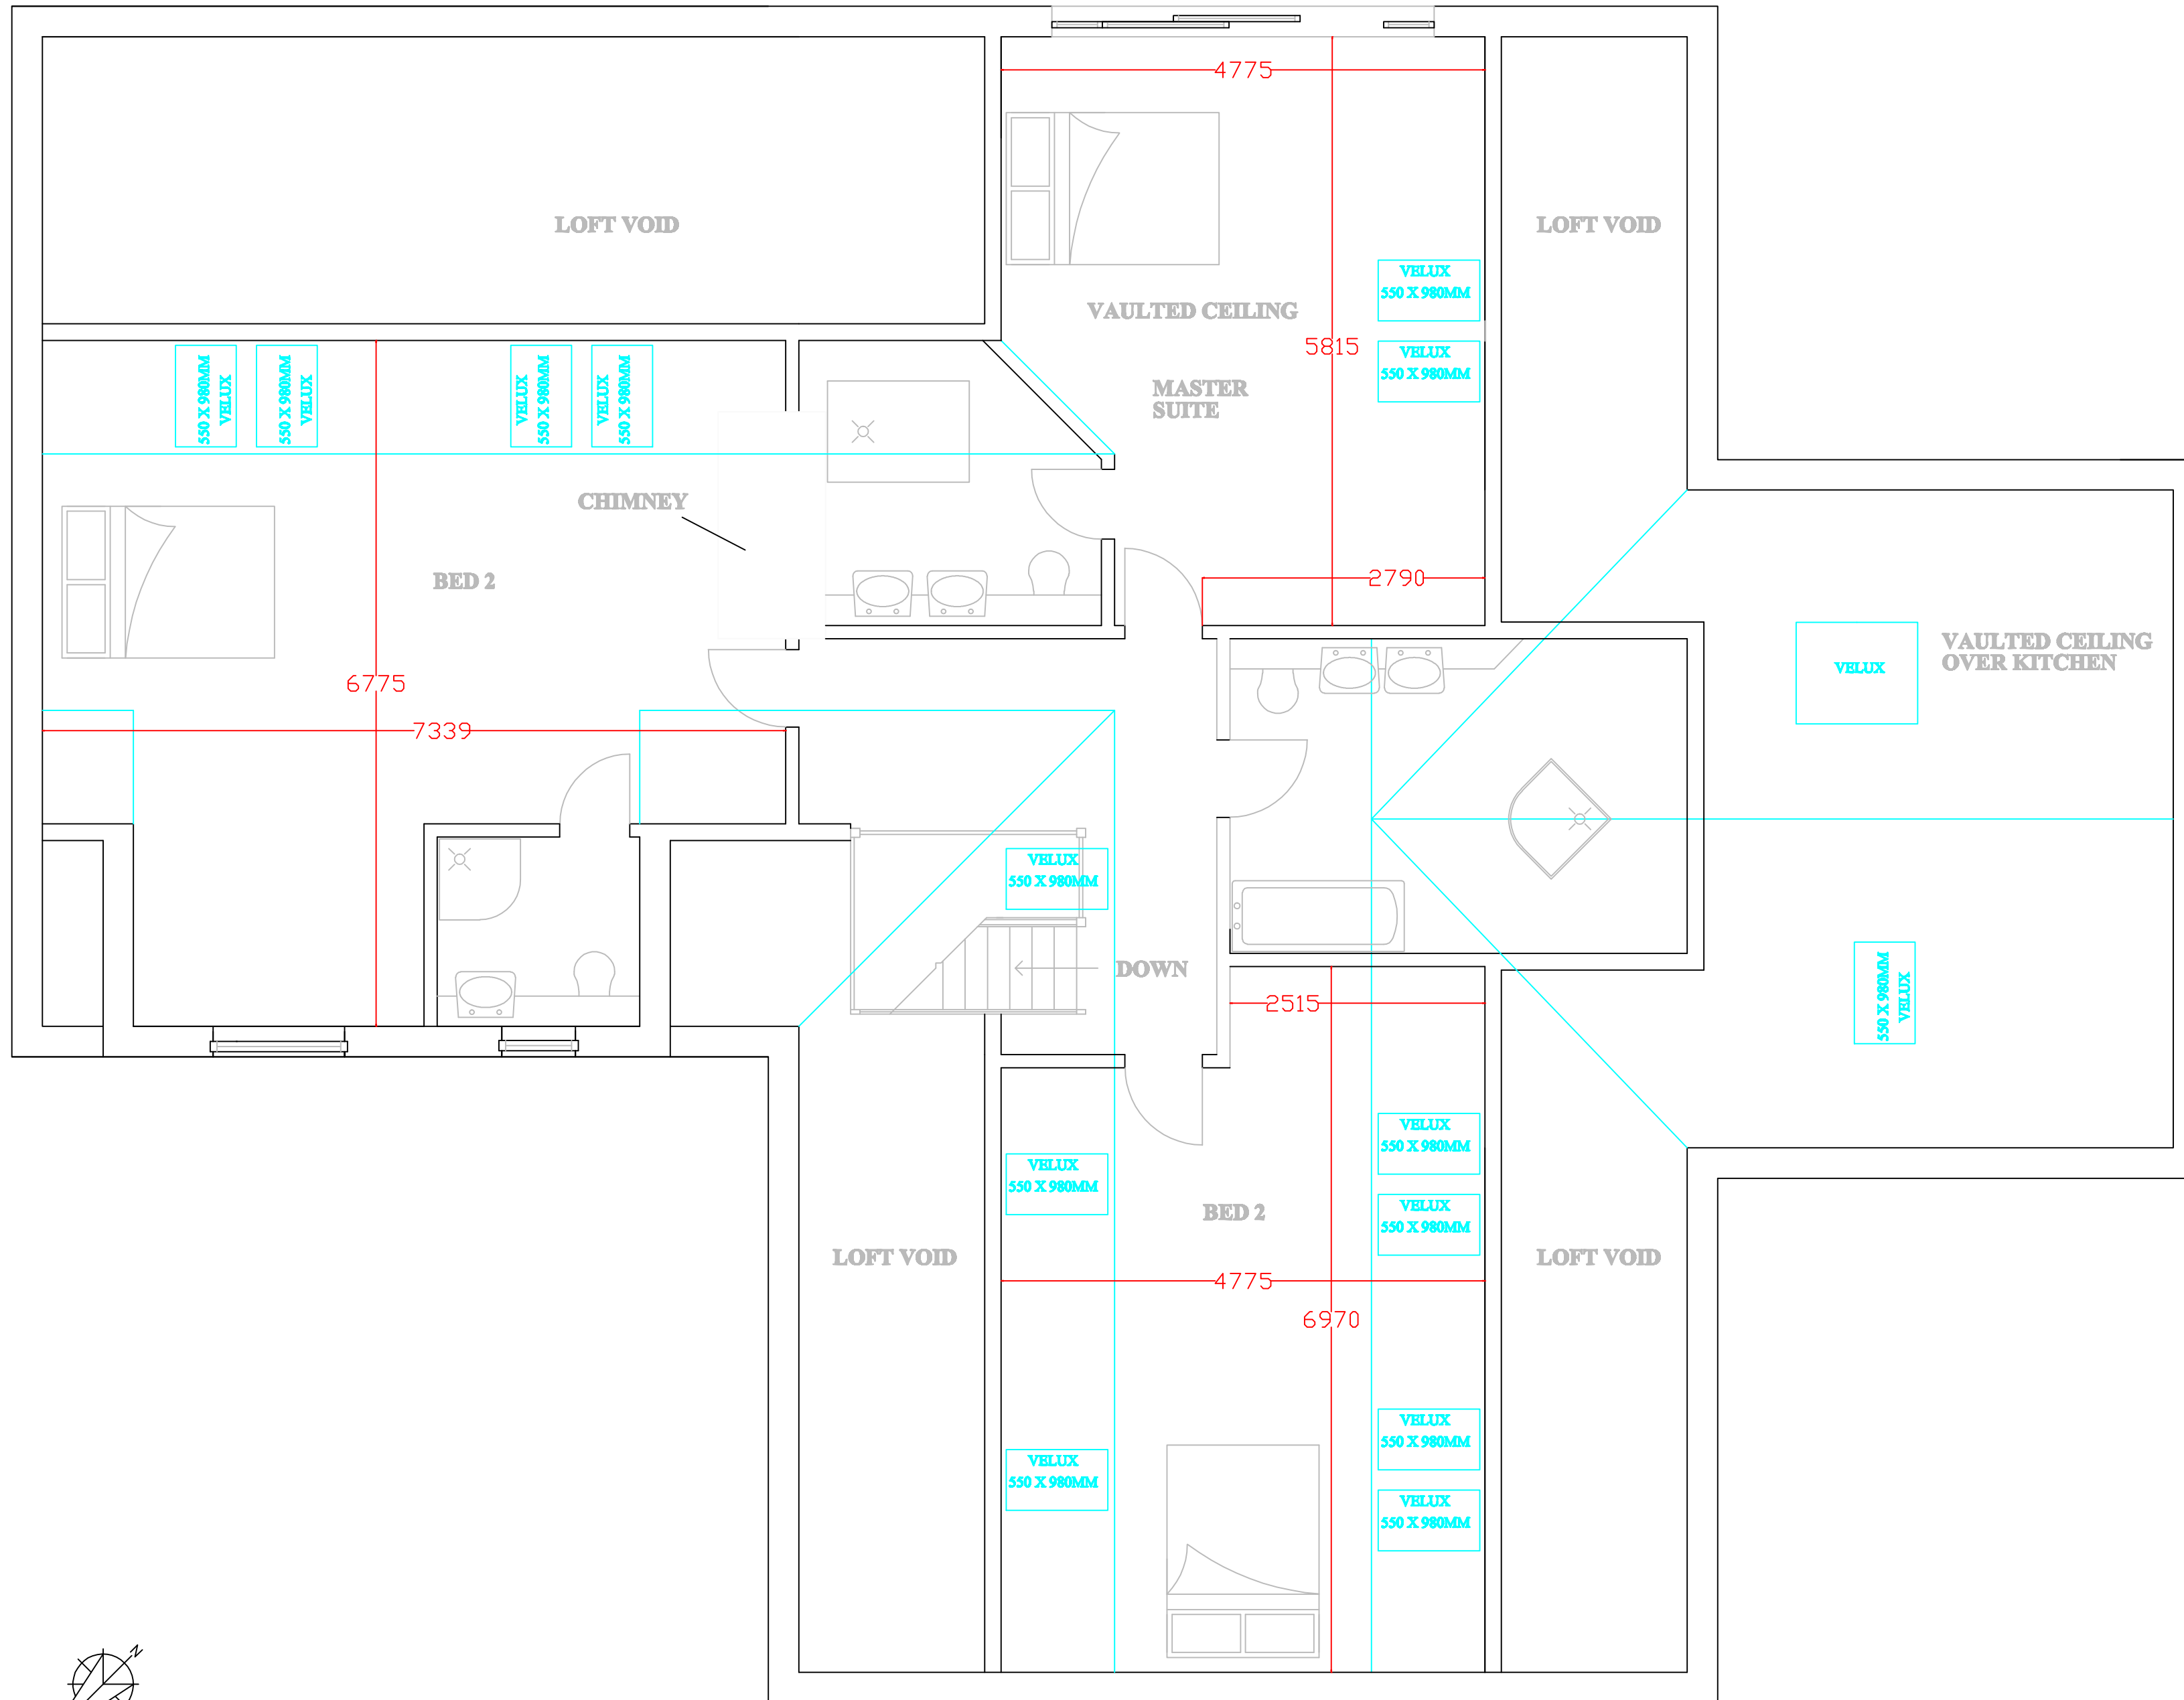 4775
LOFT VOID
LOFT VOID
VELUX
550 X 980MM
VAULTED CEILING
5815
VELUX
550 X 980MM
550 X 980MM
VELUX
550 X 980MM
VELUX
VELUX
550 X 980MM
VELUX
550 X 980MM
MASTER
SUITE
CHIMNEY
BED 2
2790
VAULTED CEILING
OVER KITCHEN
VELUX
6775
7339
VELUX
550 X 980MM
DOWN
550 X 980MM
VELUX
2515
VELUX
550 X 980MM
VELUX
550 X 980MM
VELUX
550 X 980MM
BED 2
LOFT VOID
LOFT VOID
4775
6970
VELUX
550 X 980MM
VELUX
550 X 980MM
VELUX
550 X 980MM
N